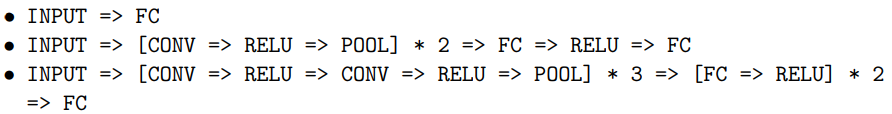 • INPUT => FC
• INPUT => [CONV => RELU => POOL] * 2 => FC => RELU => FC
• INPUT => [CONV => RELU => CONV => RELU => POOL] * 3 => [FC => RELU] * 2
=> FC